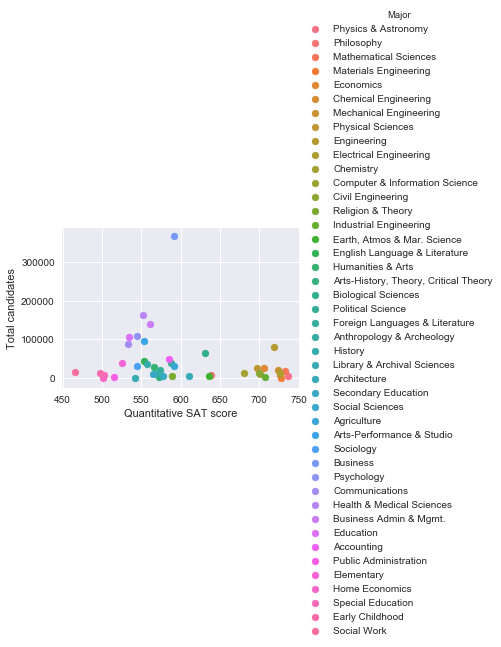 Major
Physics & Astronomy
Philosophy
Mathematical Sciences
Materials Engineering
Economics
Chemical Engineering
Mechanical Engineering
Physical Sciences
Engineering
Electrical Engineering
Chemistry
Computer & Information Science
Civil Engineering
Religion & Theory
Industrial Engineering
Earth, Atmos & Mar. Science
English Language & Literature
Humanities & Arts
Arts-History, Theory, Critical Theory
Biological Sciences
Political Science
Foreign Languages & Literature
Anthropology & Archeology
History
Library & Archival Sciences
Architecture
Secondary Education
Social Sciences
Agriculture
Arts-Performance & Studio
Sociology
Business
Psychology
Communications
Health & Medical Sciences
Business Admin & Mgmt.
Education
Accounting
Public Administration
Elementary
Home Economics
Special Education
Early Childhood
Social Work
Total candidates
300000
200000
100000
0
450 500 550 600 650 700 750
Quantitative SAT score